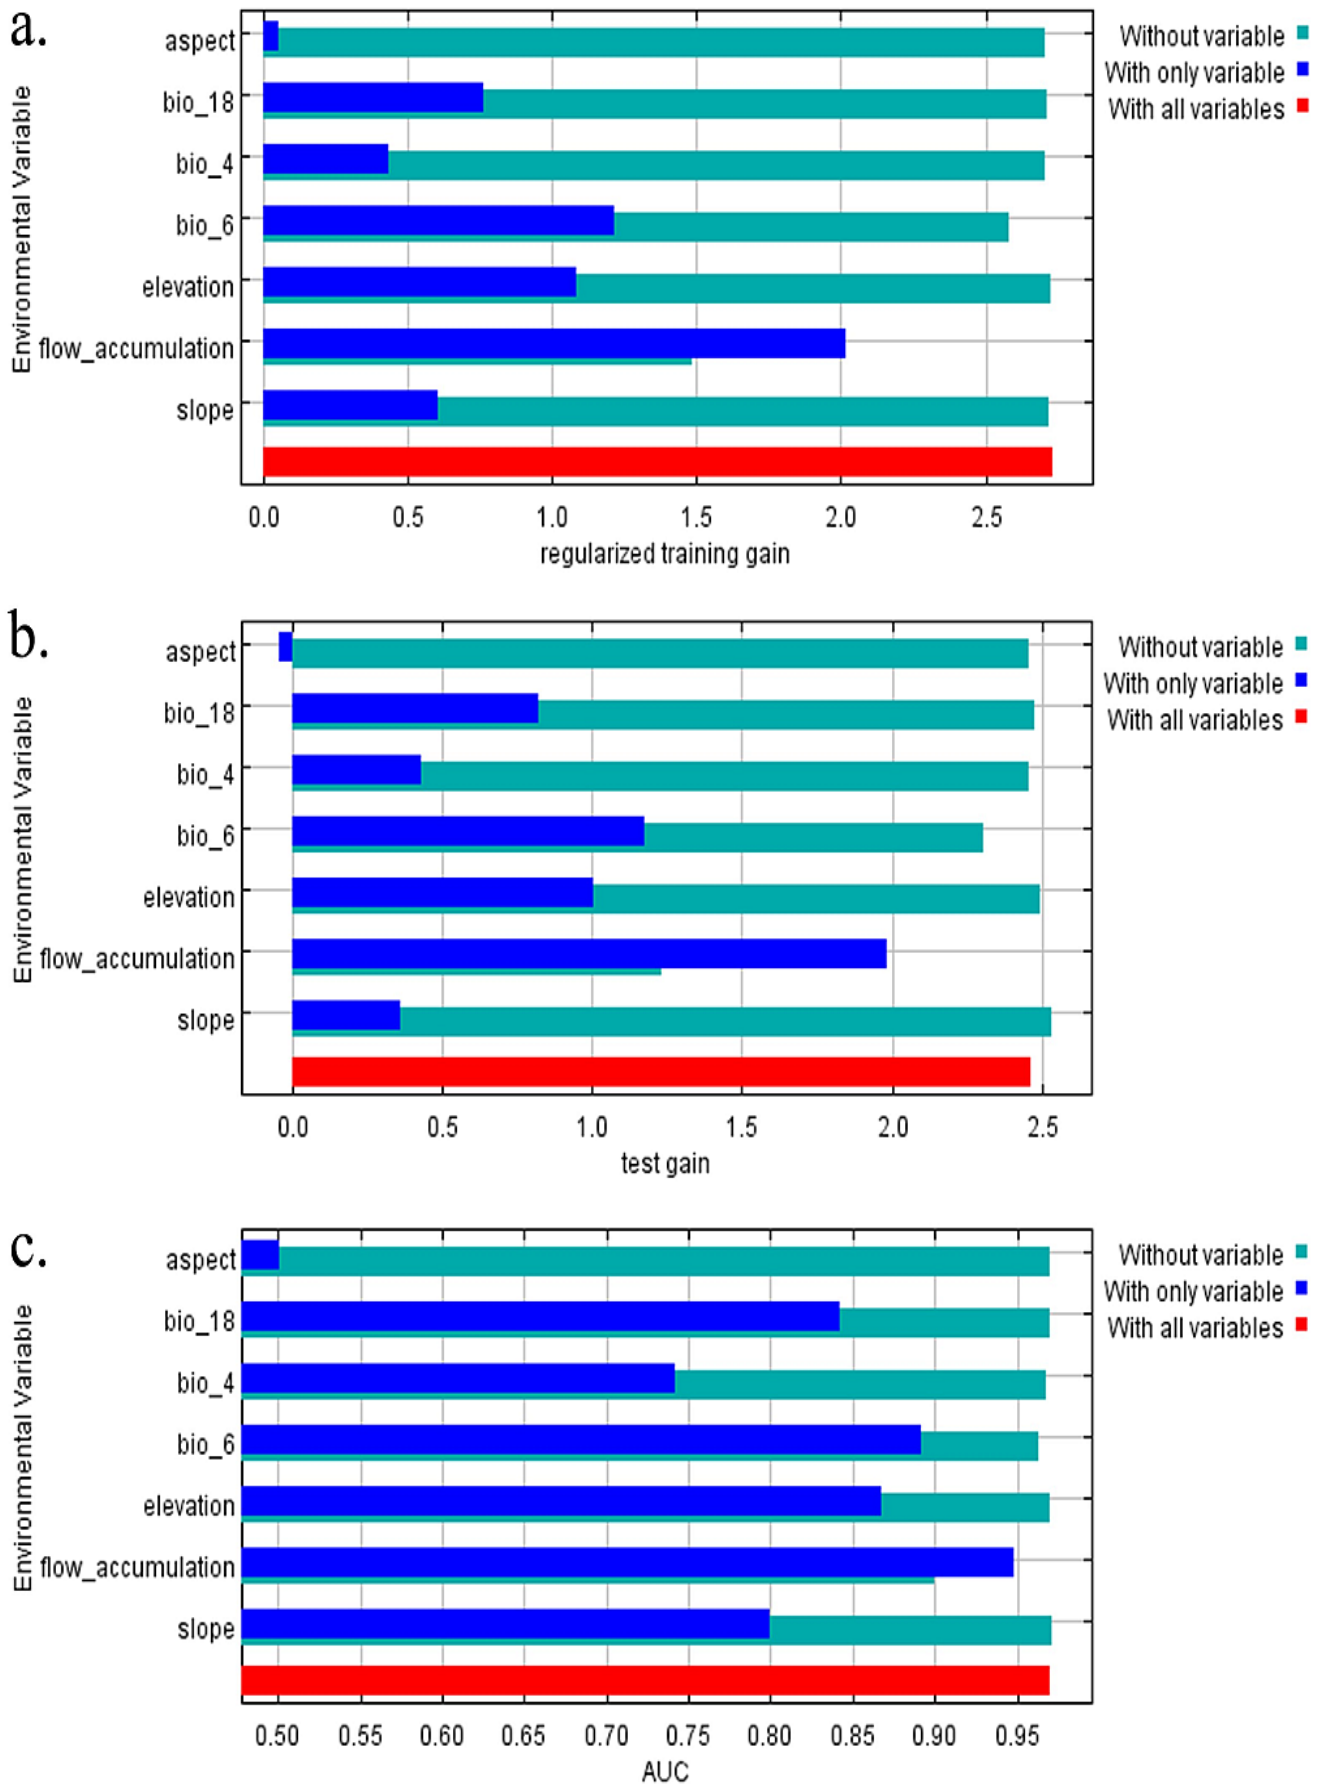 a.
Environmental Variable
aspect
bio_18
bio_4
bio_6
elevation
flow_accumulation
slope
Without variable
With only variable
With all variables
0.0 0.5 1.0 1.5 2.0 2.5
regularized training gain
b.
Environmental Variable
aspect
bio_18
bio_4
bio_6
elevation
flow_accumulation
slope
Without variable
With only variable
With all variables
0.0 0.5 1.0 1.5 2.0 2.5
test gain
c.
Environmental Variable
aspect
bio_18
bio_4
bio_6
elevation
flow_accumulation
slope
Without variable
With only variable
With all variables
0.50 0.55 0.60 0.65 0.70 0.75 0.80 0.85 0.90 0.95
AUC